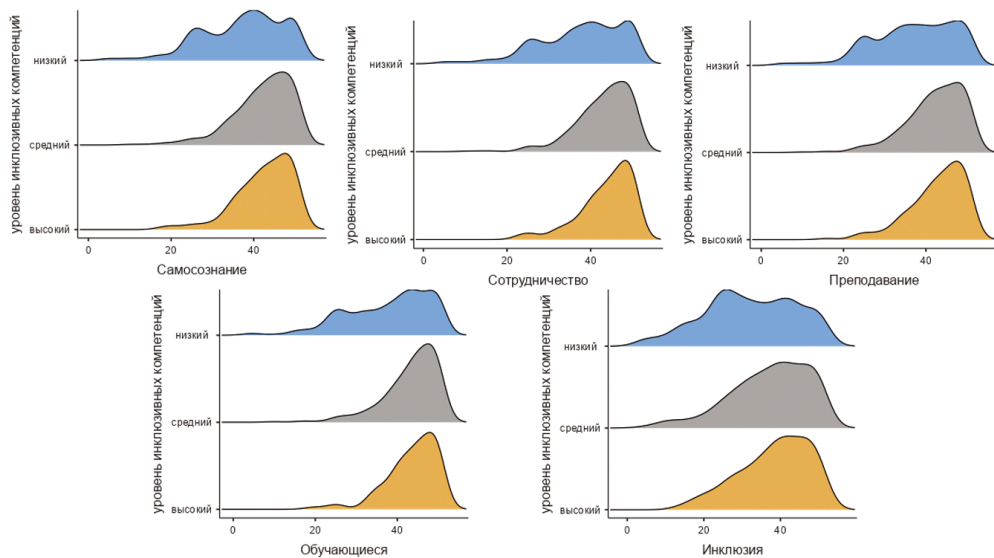 уровень инклюзивных компетенций
низкий
средний
высокий
0 20 40
Самосознание
уровень инклюзивных компетенций
низкий
средний
высокий
0 20 40
Сотрудничество
уровень инклюзивных компетенций
низкий
средний
высокий
0 20 40
Преподавание
уровень инклюзивных компетенций
низкий
средний
высокий
0 20 40
Обучающиеся
уровень инклюзивных компетенций
низкий
средний
высокий
0 20 40
Инклюзия